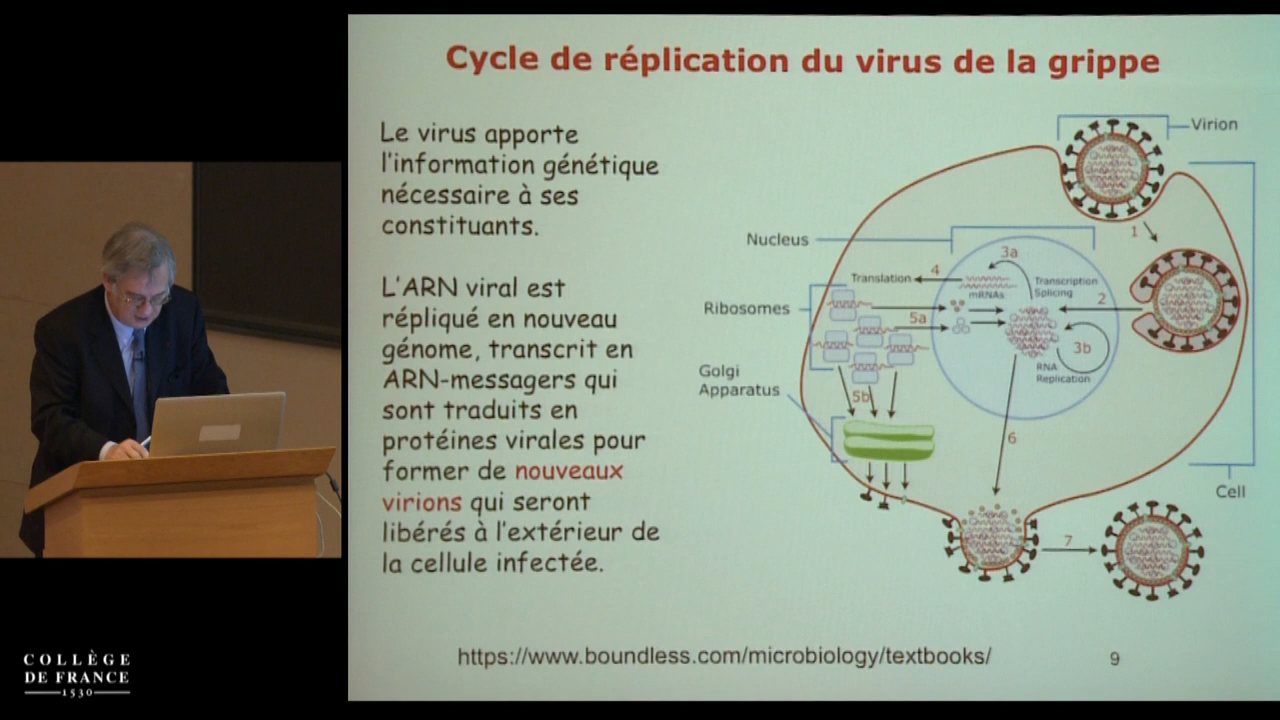 Cycle de réplication du virus de la grippe
Le virus apporte
l'information génétique
nécessaire à ses
constituants.
L'ARN viral est
répliqué en nouveau
génome, transcrit en
ARN-messagers qui
sont traduits en
protéines virales pour
former de nouveaux
virions qui seront
libérés à l'extérieur de
la cellule infectée.
Virion
1
Nucleus
3a
Translation
4
Transcription
Splicing
mRNAs
2
Ribosomes
5a
3b
RNA
Replication
Golgi
Apparatus
5b
6
Cell
7
https://www.boundless.com/microbiology/textbooks/
9
COLLÈGE
DE FRANCE
1530